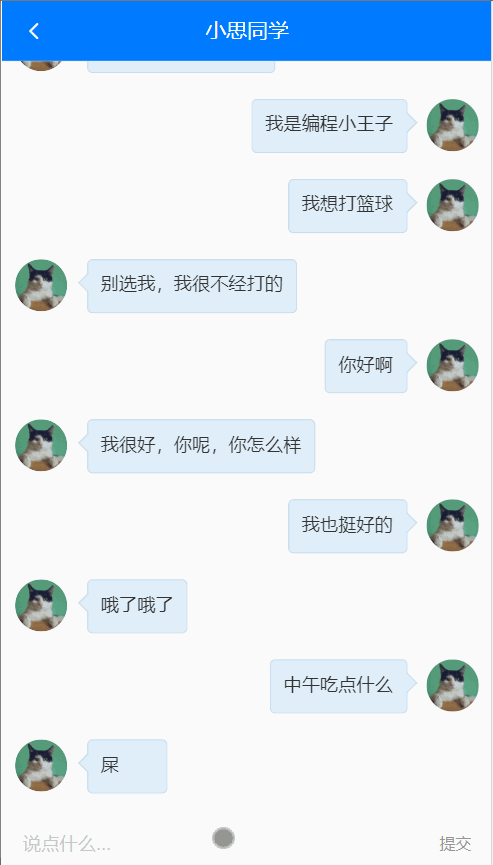 小思同学
我是编程小王子
我想打篮球
别选我，我很不经打的
你好啊
我很好，你呢，你怎么样
我也挺好的
哦了哦了
中午吃点什么
屎
说点什么...
提交